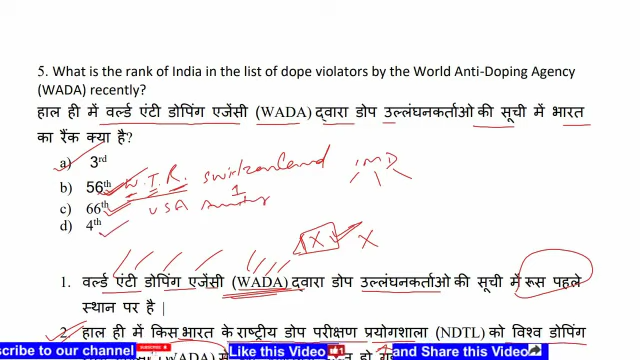 5. What is the rank of India in the list of dope violators by the World Anti-Doping Agency
(WADA) recently?
हाल ही में वर्ल्ड एंटी डोपिंग एजेंसी (WADA) द्वारा डोप उल्लंघनकर्ताओ की सूची में भारत
का रैंक क्या है?
a) 3rd
b) 56th W. I. R. Switzerland IMD
c) 66th USA 1
d) 4th
X X
1. वर्ल्ड एंटी डोपिंग एजेंसी (WADA) द्वारा डोप उल्लंघनकर्ताओ की सूची में रूस पहले
स्थान पर है |
2. हाल ही में किस भारत के राष्ट्रीय डोप परीक्षण प्रयोगशाला (NDTL) को विश्व डोपिंग
(WADA) से
subscribe to our channel Like this Video and Share this Video